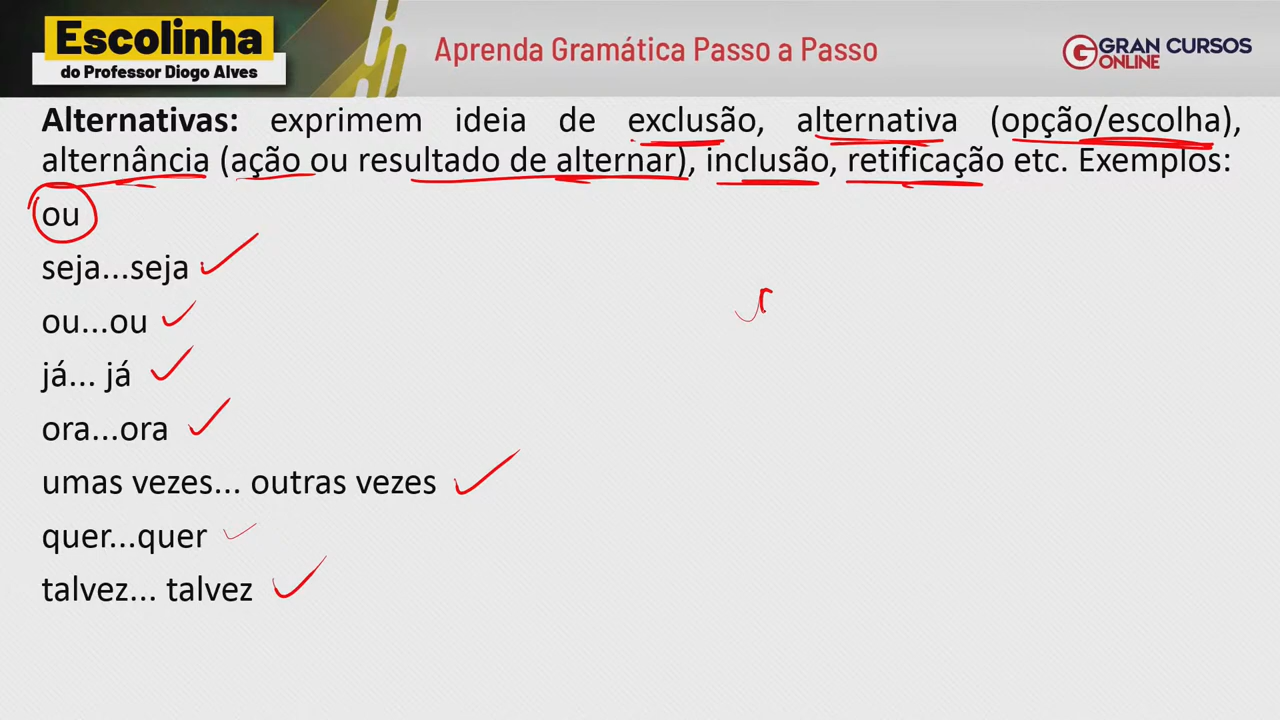 Escolinha
do Professor Diogo Alves
Aprenda Gramática Passo a Passo
GRAN CURSOS
ONLINE
Alternativas: exprimem ideia de exclusão, alternativa (opção/escolha),
alternância (ação ou resultado de alternar), inclusão, retificação etc. Exemplos:
ou
seja...seja
ou...ou
já... já
ora...ora
umas vezes... outras vezes
quer...quer
talvez... talvez